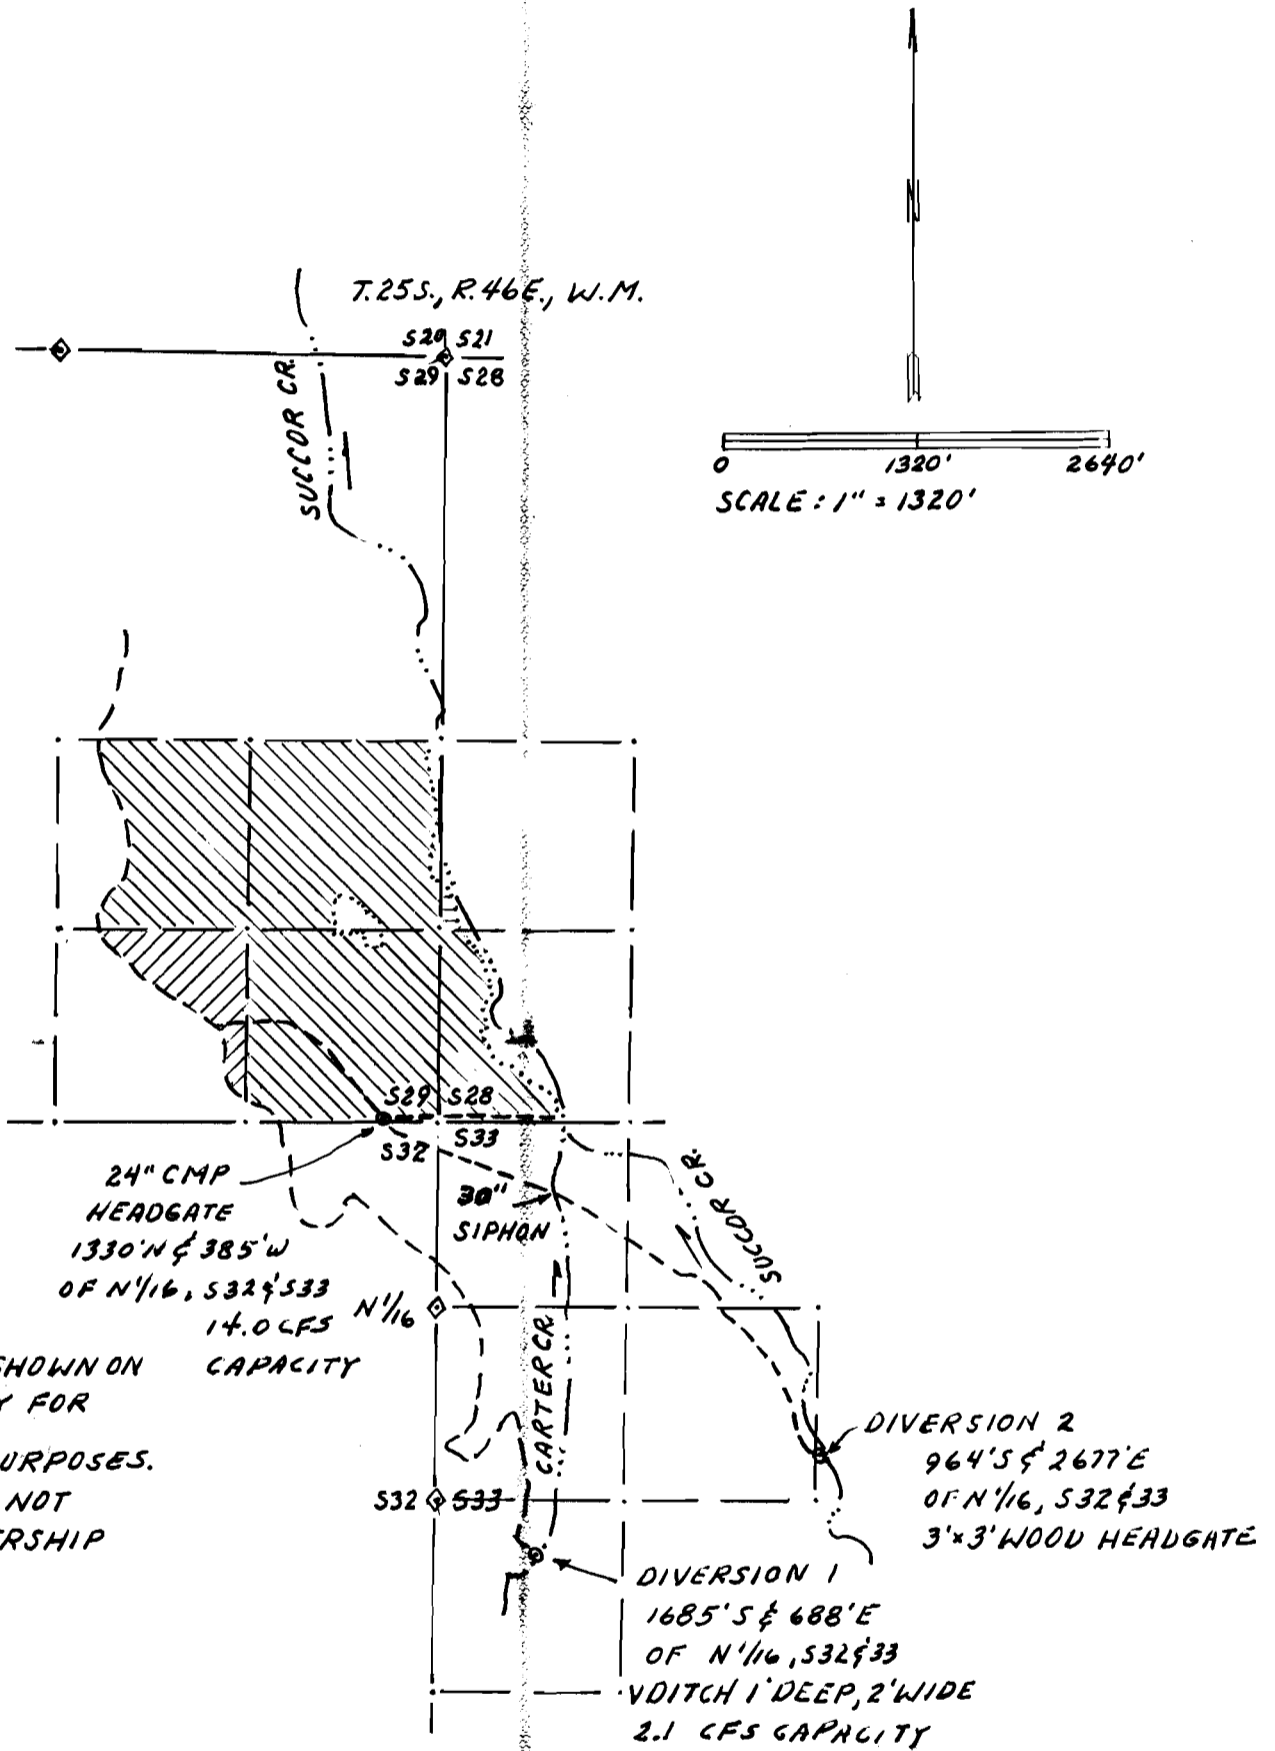 N
T.25S., R.46E., W.M.
S20 S21
S29 S28
SUCCOR CR.
0 1320' 2640'
SCALE: 1" = 1320'
S29 S28
S32 S33
24" CMP
HEADGATE
1330'N & 385'W
OF N1/16, S32 & S33
14.0 CFS
CAPACITY
30"
SIPHON
SUCCOR CR.
N1/16
CARTER CR.
SHOWN ON
Y FOR
URPOSES.
NOT
ERSHIP
S32 S33
DIVERSION 2
964'S & 2677'E
OF N1/16, S32 & 33
3'x3' WOOD HEADGATE
DIVERSION 1
1685'S & 688'E
OF N1/16, S32 & 33
V DITCH 1' DEEP, 2' WIDE
2.1 CFS CAPACITY